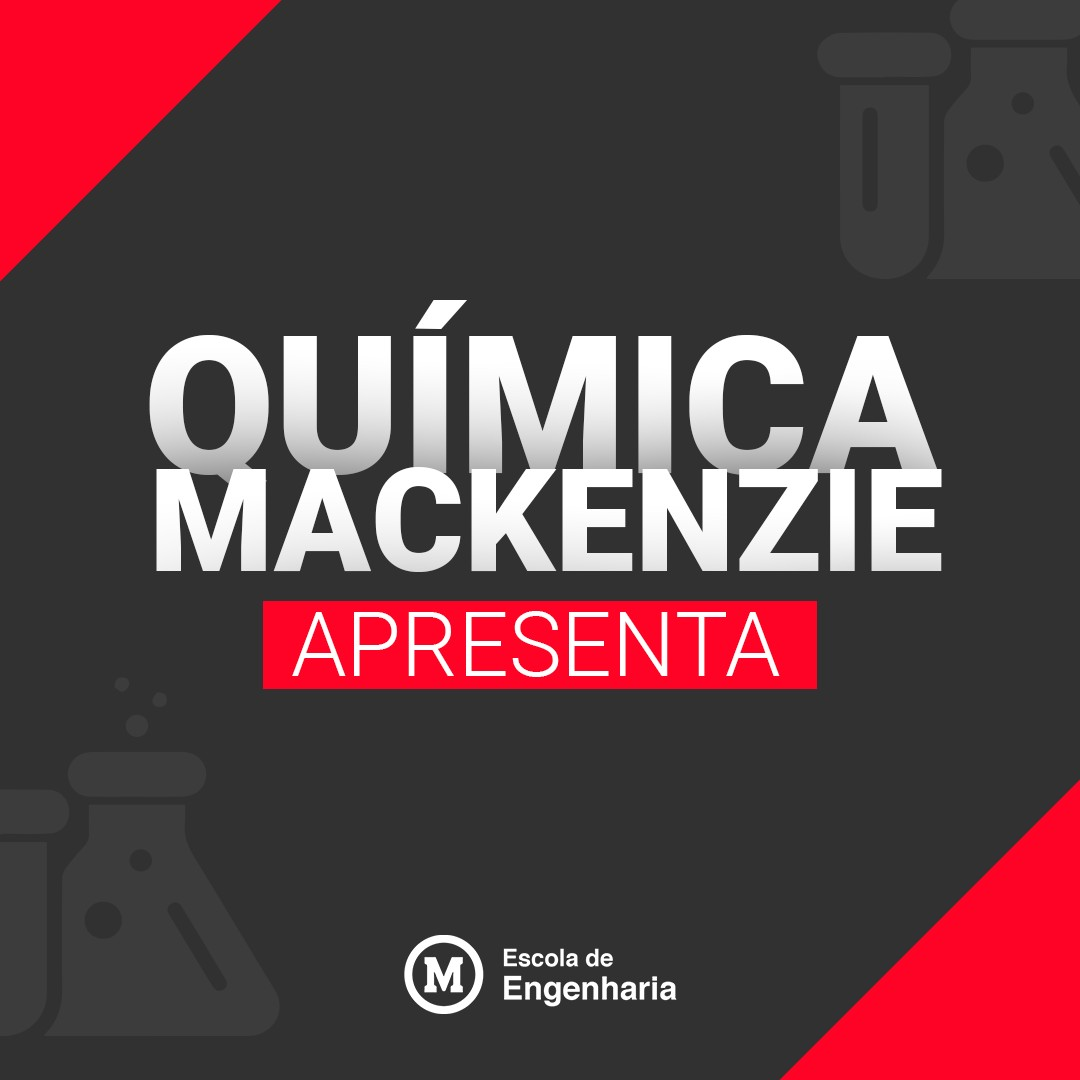 QUÍMICA
MACKENZIE
APRESENTA
M
Escola de
Engenharia